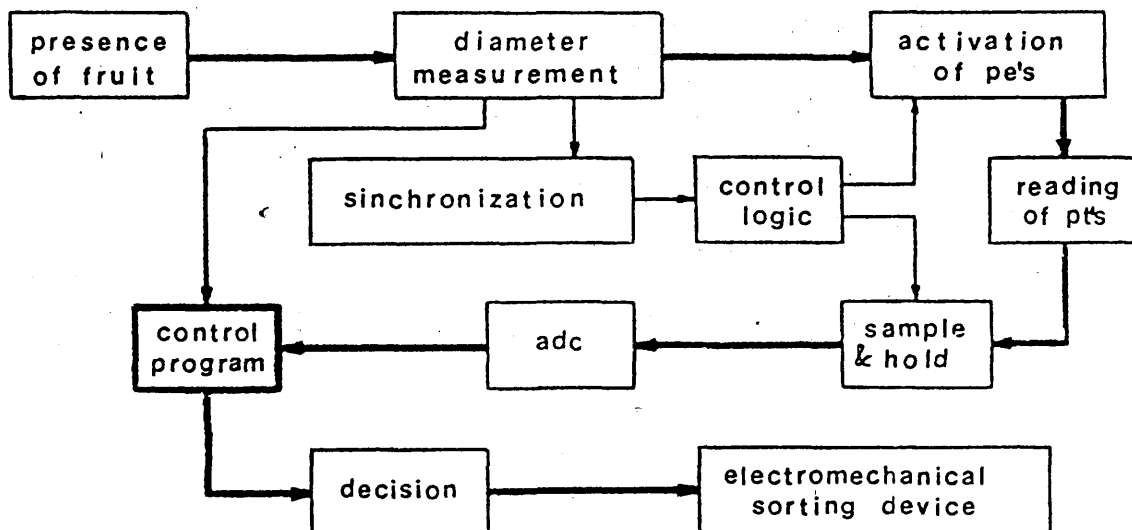 presence
of fruit
diameter
measurement
activation
of pe's
sinchronization
control
logic
reading
of pt's
control
program
adc
sample
& hold
decision
electromechanical
sorting device